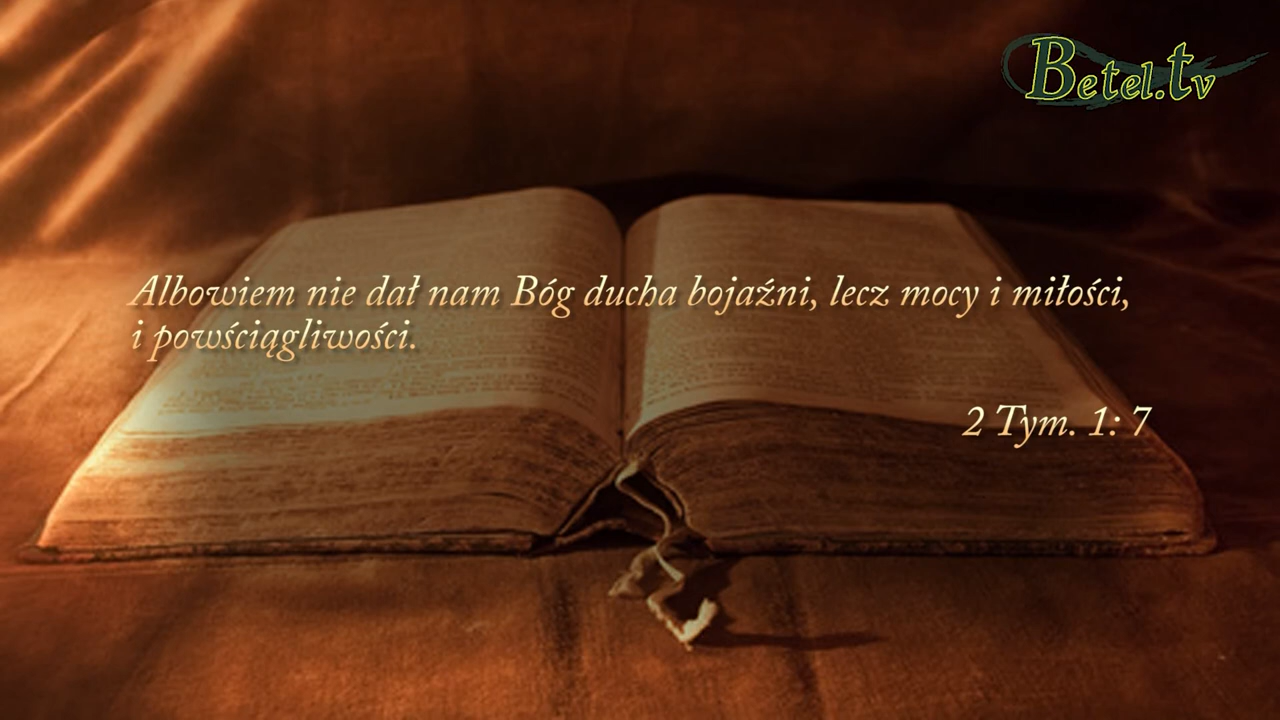 Betel.tv
Albowiem nie dał nam Bóg ducha bojaźni, lecz mocy i miłości,
i powściągliwości.
2 Tym. 1: 7